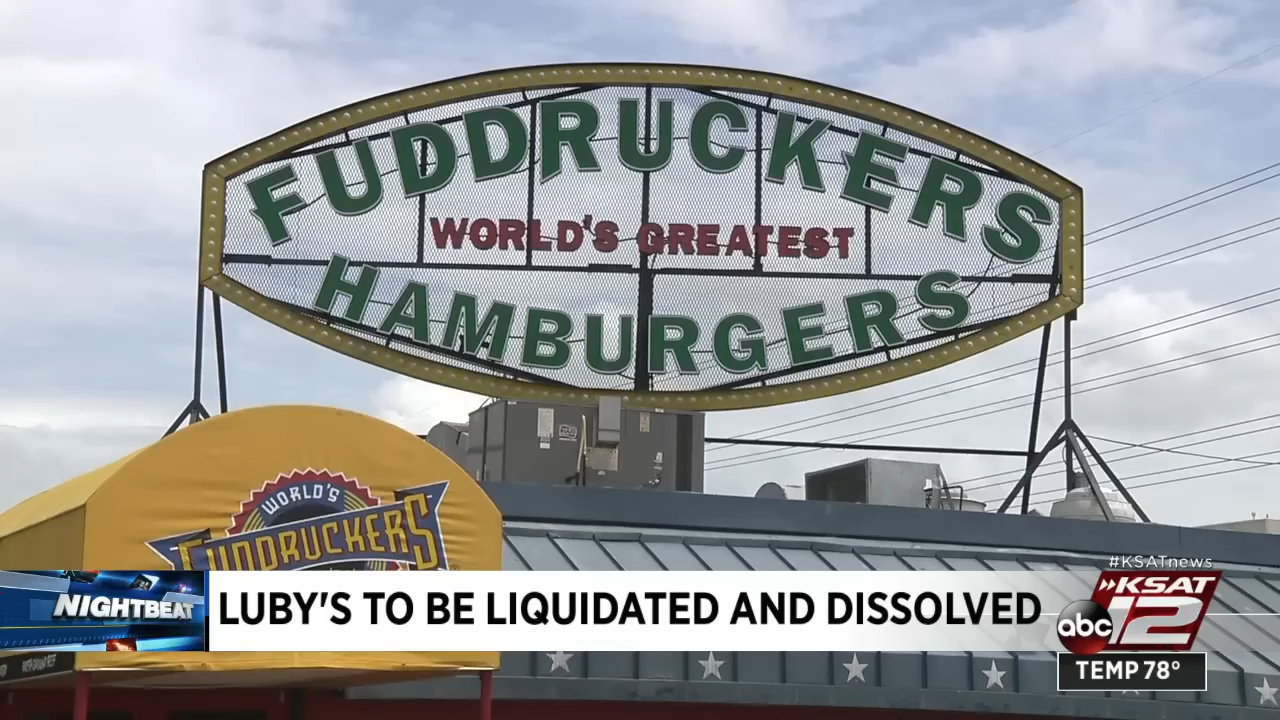 FUDDRUCKERS
WORLD'S GREATEST
HAMBURGERS
WORLD'S
FUDDRUCKERS
#KSATnews
NIGHTBEAT
LUBY'S TO BE LIQUIDATED AND DISSOLVED
abc
KSAT
12
TEMP 78°